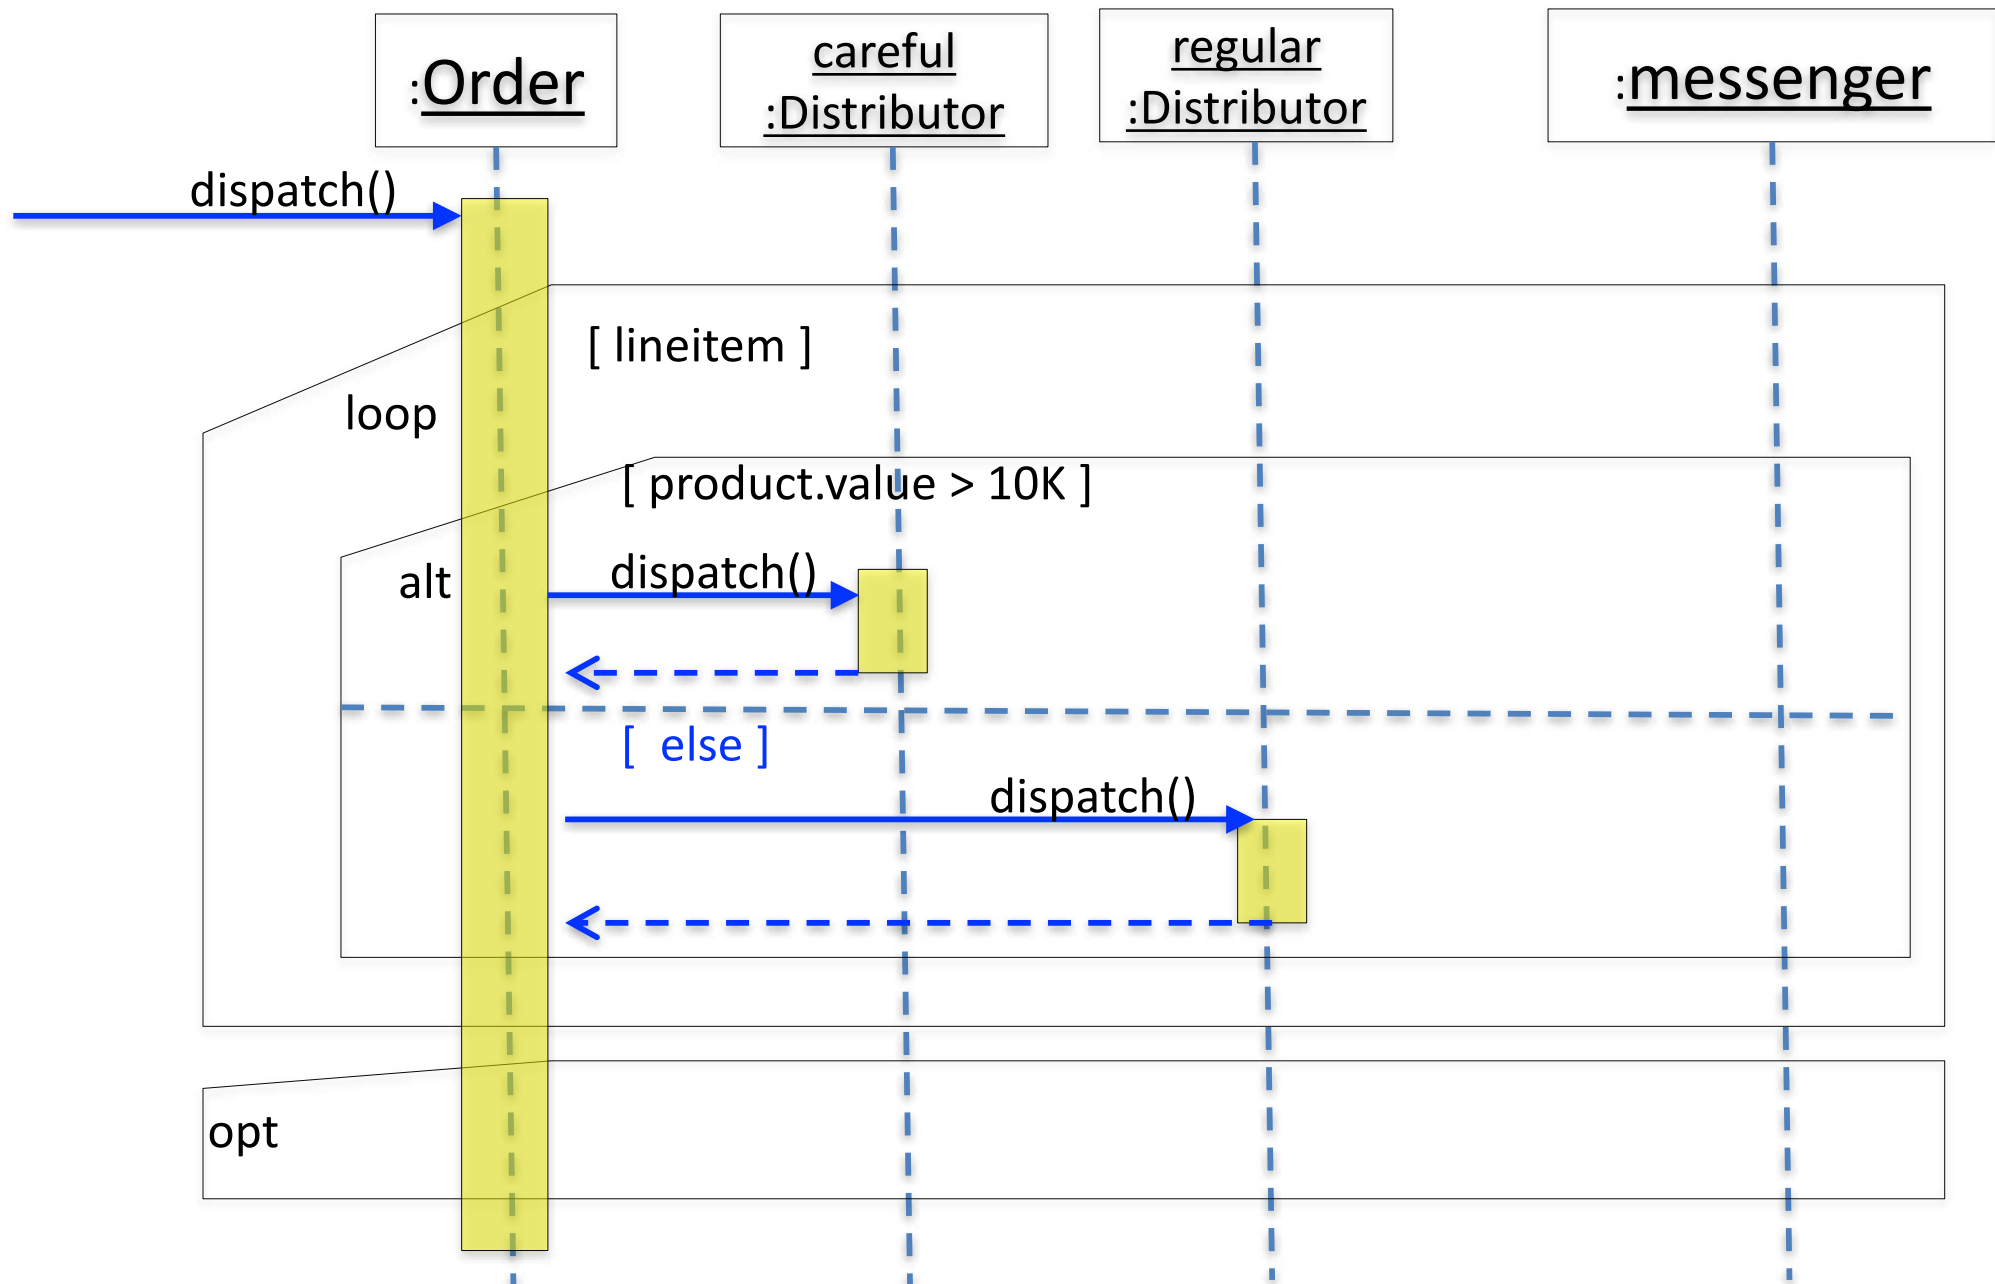 :Order
careful
:Distributor
regular
:Distributor
:messenger
dispatch()
[ lineitem ]
loop
[ product.value > 10K ]
alt
dispatch()
[ else ]
dispatch()
opt